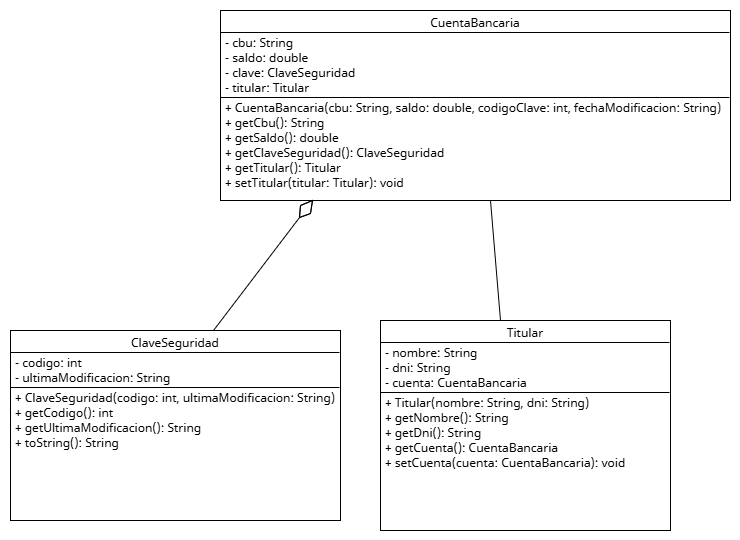 CuentaBancaria
- cbu: String
- saldo: double
- clave: ClaveSeguridad
- titular: Titular
+ CuentaBancaria(cbu: String, saldo: double, codigoClave: int, fechaModificacion: String)
+ getCbu(): String
+ getSaldo(): double
+ getClaveSeguridad(): ClaveSeguridad
+ getTitular(): Titular
+ setTitular(titular: Titular): void
ClaveSeguridad
- codigo: int
- ultimaModificacion: String
+ ClaveSeguridad(codigo: int, ultimaModificacion: String)
+ getCodigo(): int
+ getUltimaModificacion(): String
+ toString(): String
Titular
- nombre: String
- dni: String
- cuenta: CuentaBancaria
+ Titular(nombre: String, dni: String)
+ getNombre(): String
+ getDni(): String
+ getCuenta(): CuentaBancaria
+ setCuenta(cuenta: CuentaBancaria): void